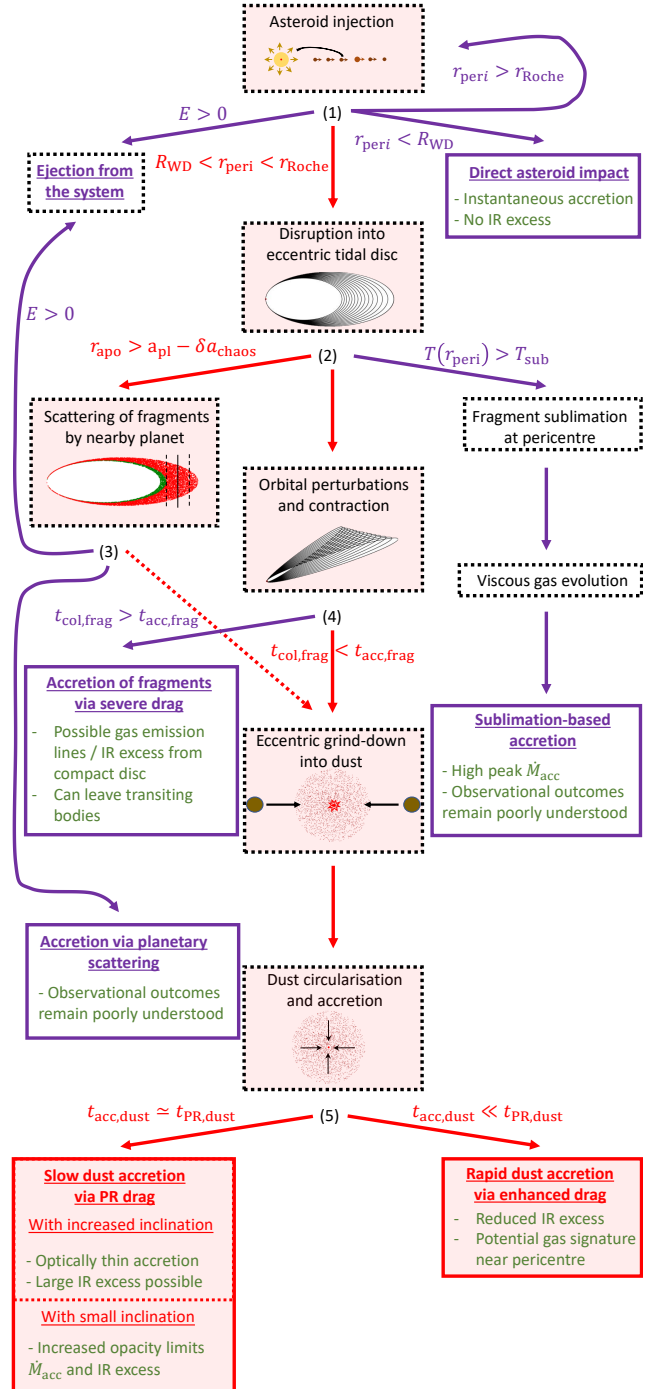 Asteroid injection
r_peri > r_Roche
E > 0
(1)
r_peri < R_WD
R_WD < r_peri < r_Roche
Ejection from
the system
Direct asteroid impact
- Instantaneous accretion
- No IR excess
Disruption into
eccentric tidal disc
E > 0
r_apo > a_pl − δa_chaos
(2)
T(r_peri) > T_sub
Scattering of fragments
by nearby planet
Fragment sublimation
at pericentre
Orbital perturbations
and contraction
(3)
Viscous gas evolution
t_col,frag > t_acc,frag
(4)
t_col,frag < t_acc,frag
Accretion of fragments
via severe drag
- Possible gas emission
lines / IR excess from
compact disc
- Can leave transiting
bodies
Eccentric grind-down
into dust
Sublimation-based
accretion
- High peak Ṁ_acc
- Observational outcomes
remain poorly understood
Accretion via planetary
scattering
- Observational outcomes
remain poorly understood
Dust circularisation
and accretion
t_acc,dust ≃ t_PR,dust
(5)
t_acc,dust ≪ t_PR,dust
Slow dust accretion
via PR drag
With increased inclination
- Optically thin accretion
- Large IR excess possible
With small inclination
- Increased opacity limits
Ṁ_acc and IR excess
Rapid dust accretion
via enhanced drag
- Reduced IR excess
- Potential gas signature
near pericentre